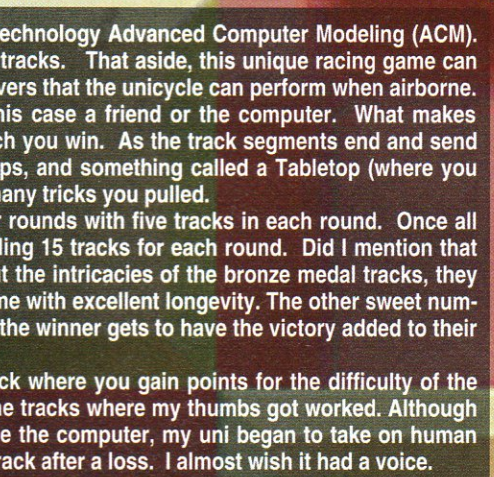 echnology Advanced Computer Modeling (ACM).
tracks. That aside, this unique racing game can
vers that the unicycle can perform when airborne.
his case a friend or the computer. What makes
ch you win. As the track segments end and send
ps, and something called a Tabletop (where you
many tricks you pulled.
r rounds with five tracks in each round. Once all
ling 15 tracks for each round. Did I mention that
t the intricacies of the bronze medal tracks, they
me with excellent longevity. The other sweet num-
the winner gets to have the victory added to their
ck where you gain points for the difficulty of the
e tracks where my thumbs got worked. Although
e the computer, my uni began to take on human
rack after a loss. I almost wish it had a voice.